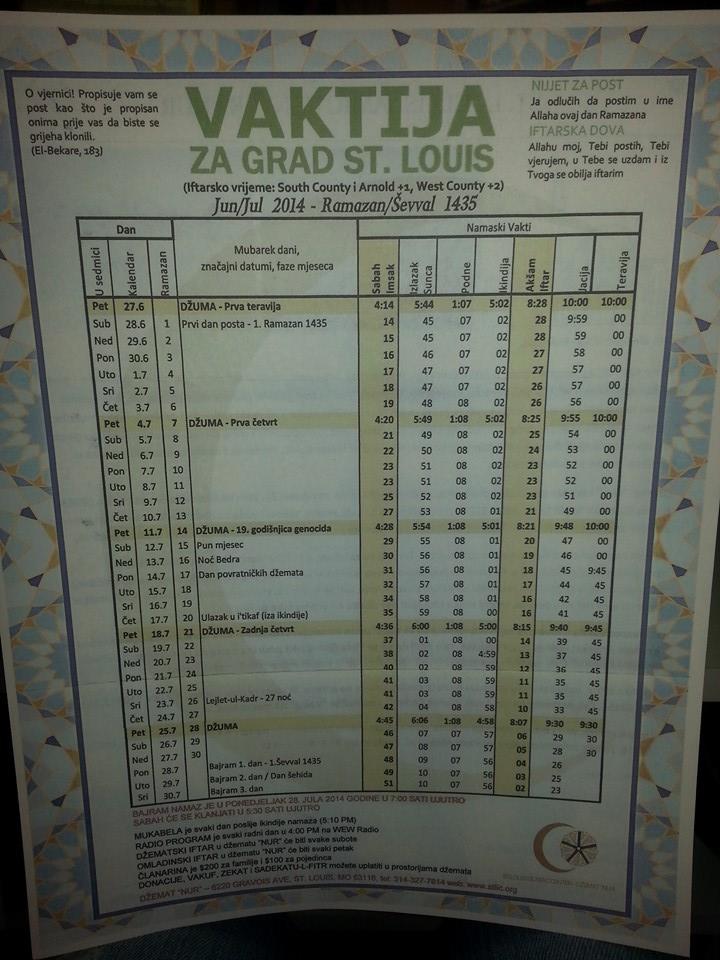 O vjernici! Propisuje vam se
post kao što je propisan
onima prije vas da biste se
grijeha klonili.
(El-Bekare, 183)
VAKTIJA
ZA GRAD ST. LOUIS
(Iftarsko vrijeme: South County i Arnold +1, West County +2)
Jun/Jul 2014 - Ramazan/Ševval 1435
NIJJET ZA POST
Ja odlučih da postim u ime
Allaha ovaj dan Ramazana
IFTARSKA DOVA
Allahu moj, Tebi postih, Tebi
vjerujem, u Tebe se uzdam i iz
Tvoga se obilja iftarim
Dan Namaski Vakti
U sedmici Kalendar Ramazan Mubarek dani, značajni datumi, faze mjeseca Sabah Imsak Izlazak Sunca Podne Ikindija Akšam Iftar Jacija Teravija
Pet 27.6 DŽUMA - Prva teravija 4:14 5:44 1:07 5:02 8:28 10:00 10:00
Sub 28.6 1 Prvi dan posta - 1. Ramazan 1435 14 45 07 02 28 9:59 00
Ned 29.6 2 15 45 07 02 28 59 00
Pon 30.6 3 16 46 07 02 27 58 00
Uto 1.7 4 17 47 07 02 27 57 00
Sri 2.7 5 18 47 07 02 26 57 00
Čet 3.7 6 19 48 08 02 26 56 00
Pet 4.7 7 DŽUMA - Prva četvrt 4:20 5:49 1:08 5:02 8:25 9:55 10:00
Sub 5.7 8 21 49 08 02 25 54 00
Ned 6.7 9 22 50 08 02 24 53 00
Pon 7.7 10 23 51 08 02 23 52 00
Uto 8.7 11 23 51 08 02 23 52 00
Sri 9.7 12 25 52 08 02 23 51 00
Čet 10.7 13 27 53 08 01 21 49 00
Pet 11.7 14 DŽUMA - 19. godišnjica genocida 4:28 5:54 1:08 5:01 8:21 9:48 10:00
Sub 12.7 15 Pun mjesec 29 55 08 01 20 47 00
Ned 13.7 16 Noć Bedra 30 56 08 01 19 46 00
Pon 14.7 17 Dan povratničkih džemata 31 56 08 01 18 45 9:45
Uto 15.7 18 32 57 08 01 17 44 45
Sri 16.7 19 34 58 08 01 16 42 45
Čet 17.7 20 Ulazak u i'tikaf (iza ikindije) 35 59 08 00 16 41 45
Pet 18.7 21 DŽUMA - Zadnja četvrt 4:36 6:00 1:08 5:00 8:15 9:40 9:45
Sub 19.7 22 37 01 08 00 14 39 45
Ned 20.7 23 38 02 08 4:59 13 37 45
Pon 21.7 24 40 02 08 59 12 36 45
Uto 22.7 25 41 03 08 59 11 35 45
Sri 23.7 26 Lejlet-ul-Kadr - 27 noć 41 03 08 59 11 35 45
Čet 24.7 27 42 04 08 58 10 33 45
Pet 25.7 28 DŽUMA 4:45 6:06 1:08 4:58 8:07 9:30 9:30
Sub 26.7 29 46 07 07 57 06 29 30
Ned 27.7 30 47 08 07 57 05 28 30
Pon 28.7 Bajram 1. dan - 1.Ševval 1435 48 09 07 56 04 26
Uto 29.7 Bajram 2. dan / Dan šehida 49 10 07 56 03 25
Sri 30.7 Bajram 3. dan 51 10 07 56 02 23
BAJRAM NAMAZ JE U PONEDJELJAK 28. JULA 2014 GODINE U 7:00 SATI UJUTRO
SABAH ĆE SE KLANJATI U 5:30 SATI UJUTRO
MUKABELA je svaki dan poslije ikindije namaza (5:10 PM)
RADIO PROGRAM je svaki radni dan u 4:00 PM na WEW Radio
DŽEMATSKI IFTAR u džematu "NUR" će biti svake subote
OMLADINSKI IFTAR u džematu "NUR" će biti svaki petak
ČLANARINA je $200 za familije i $100 za pojedinca
DONACIJE, VAKUF, ZEKAT i SADEKATU-L-FITR možete uplatiti u prostorijama džemata
DŽEMAT "NUR" – 6220 GRAVOIS AVE, ST. LOUIS, MO 63116, tel: 314-327-7614 web: www.stlic.org